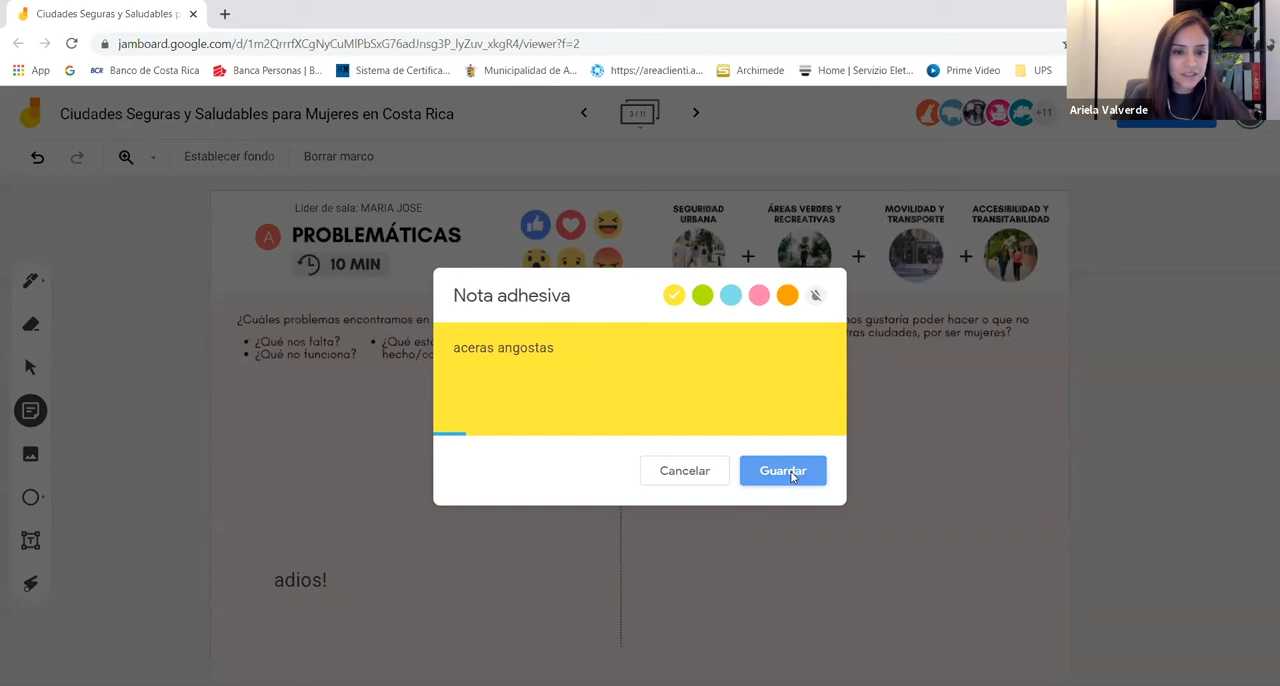 Ciudades Seguras y Saludables p
jamboard.google.com/d/1m2QrrrfXCgNyCuMlPbSxG76adJnsg3P_lyZuv_xkgR4/viewer?f=2
App
BCR Banco de Costa Rica
Banca Personas | B...
Sistema de Certifica...
Municipalidad de A...
https://areaclienti.a...
Archimede
Home | Servizio Elet...
Prime Video
UPS
Ariela Valverde
Ciudades Seguras y Saludables para Mujeres en Costa Rica
3 / 11
+11
Establecer fondo
Borrar marco
Lider de sala: MARIA JOSE
A PROBLEMÁTICAS
10 MIN
SEGURIDAD
URBANA
ÁREAS VERDES Y
RECREATIVAS
MOVILIDAD Y
TRANSPORTE
ACCESIBILIDAD Y
TRANSITABILIDAD
+ + +
Nota adhesiva
¿Cuáles problemas encontramos en
• ¿Qué nos falta?
• ¿Qué no funciona?
• ¿Qué est
hecho/co
nos gustaría poder hacer o que no
tras ciudades, por ser mujeres?
aceras angostas
Cancelar
Guardar
adios!